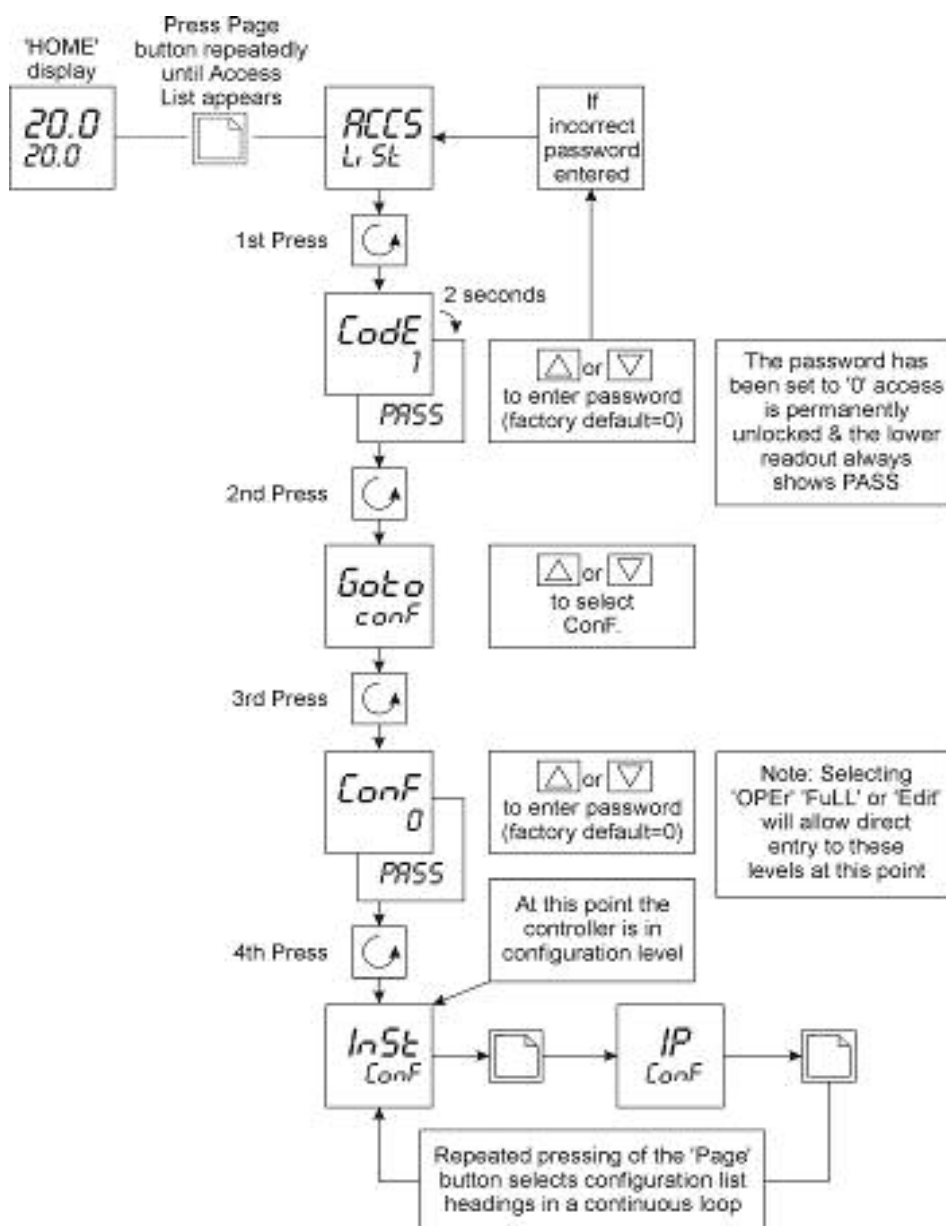 Press Page
button repeatedly
until Access
List appears
'HOME'
display
20.0
20.0
ACCS
LiSt
If
incorrect
password
entered
1st Press
2 seconds
CodE
1
PASS
or
to enter password
(factory default=0)
The password has
been set to '0' access
is permanently
unlocked & the lower
readout always
shows PASS
2nd Press
Goto
conF
or
to select
ConF.
3rd Press
ConF
0
PASS
or
to enter password
(factory default=0)
Note: Selecting
'OPEr' 'FuLL' or 'Edit'
will allow direct
entry to these
levels at this point
At this point the
controller is in
configuration level
4th Press
InSt
ConF
IP
ConF
Repeated pressing of the 'Page'
button selects configuration list
headings in a continuous loop